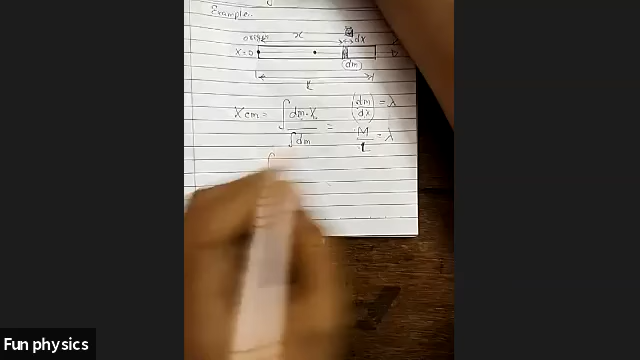 Example..
origin x dx
x=0
dm
l
Xcm = ∫ dm·x / ∫ dm =
(dm/dx) = λ
M/l = λ
Fun physics